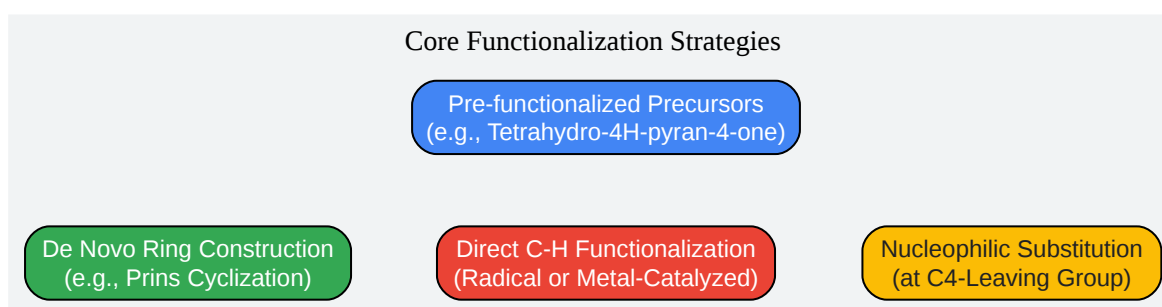 Core Functionalization Strategies
Pre-functionalized Precursors
(e.g., Tetrahydro-4H-pyran-4-one)
De Novo Ring Construction
(e.g., Prins Cyclization)
Direct C-H Functionalization
(Radical or Metal-Catalyzed)
Nucleophilic Substitution
(at C4-Leaving Group)